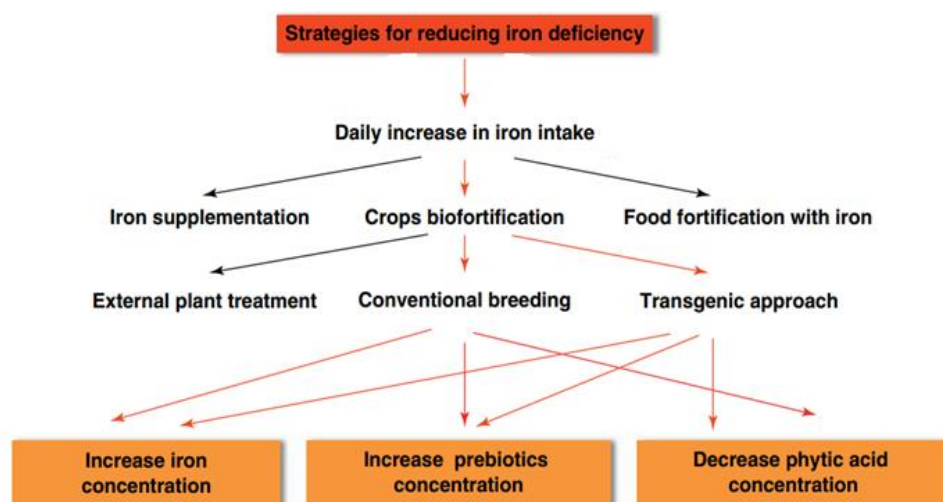 Strategies for reducing iron deficiency
Daily increase in iron intake
Iron supplementation
Crops biofortification
Food fortification with iron
External plant treatment
Conventional breeding
Transgenic approach
Increase iron
concentration
Increase prebiotics
concentration
Decrease phytic acid
concentration